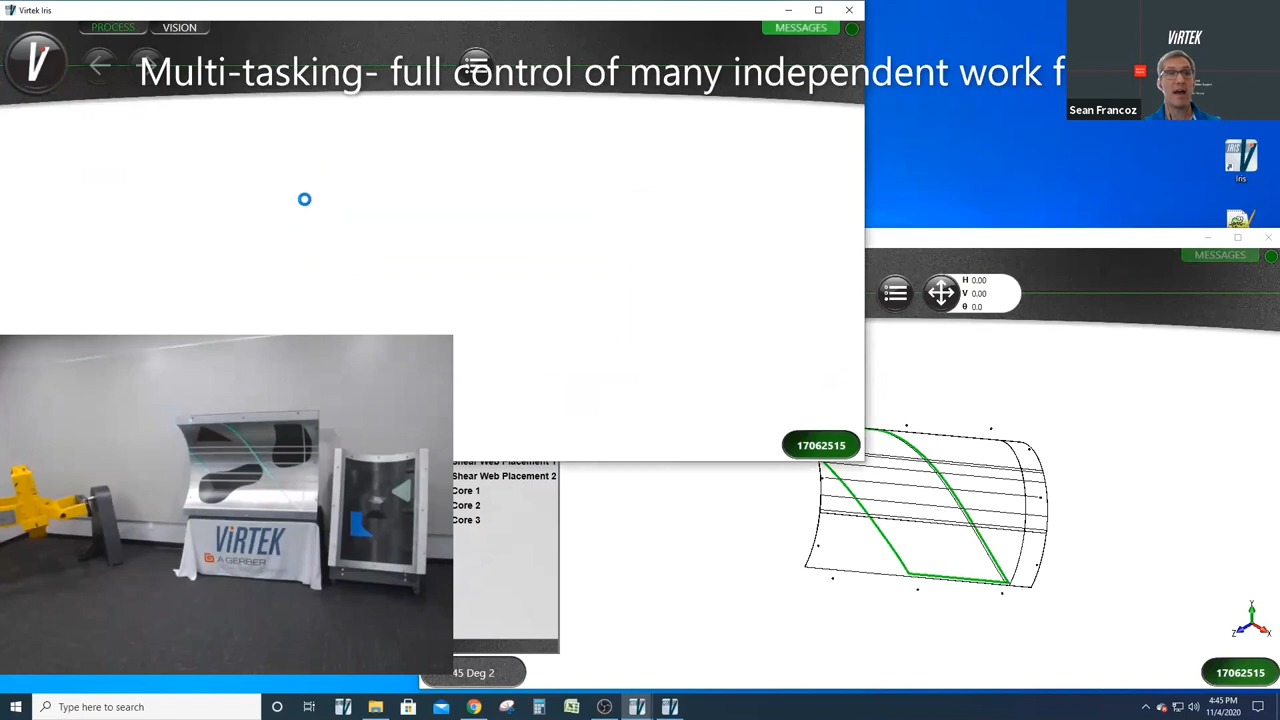 Virtek Iris
PROCESS
VISION
MESSAGES
Multi-tasking- full control of many independent work f
VIRTEK
Sean Francoz
IRIS
Iris
MESSAGES
H 0.00
V 0.00
θ 0.0
17062515
Shear Web Placement 1
Shear Web Placement 2
Core 1
Core 2
Core 3
VIRTEK
A GERBER
Y
Z
X
45 Deg 2
17062515
Type here to search
4:45 PM
11/4/2020